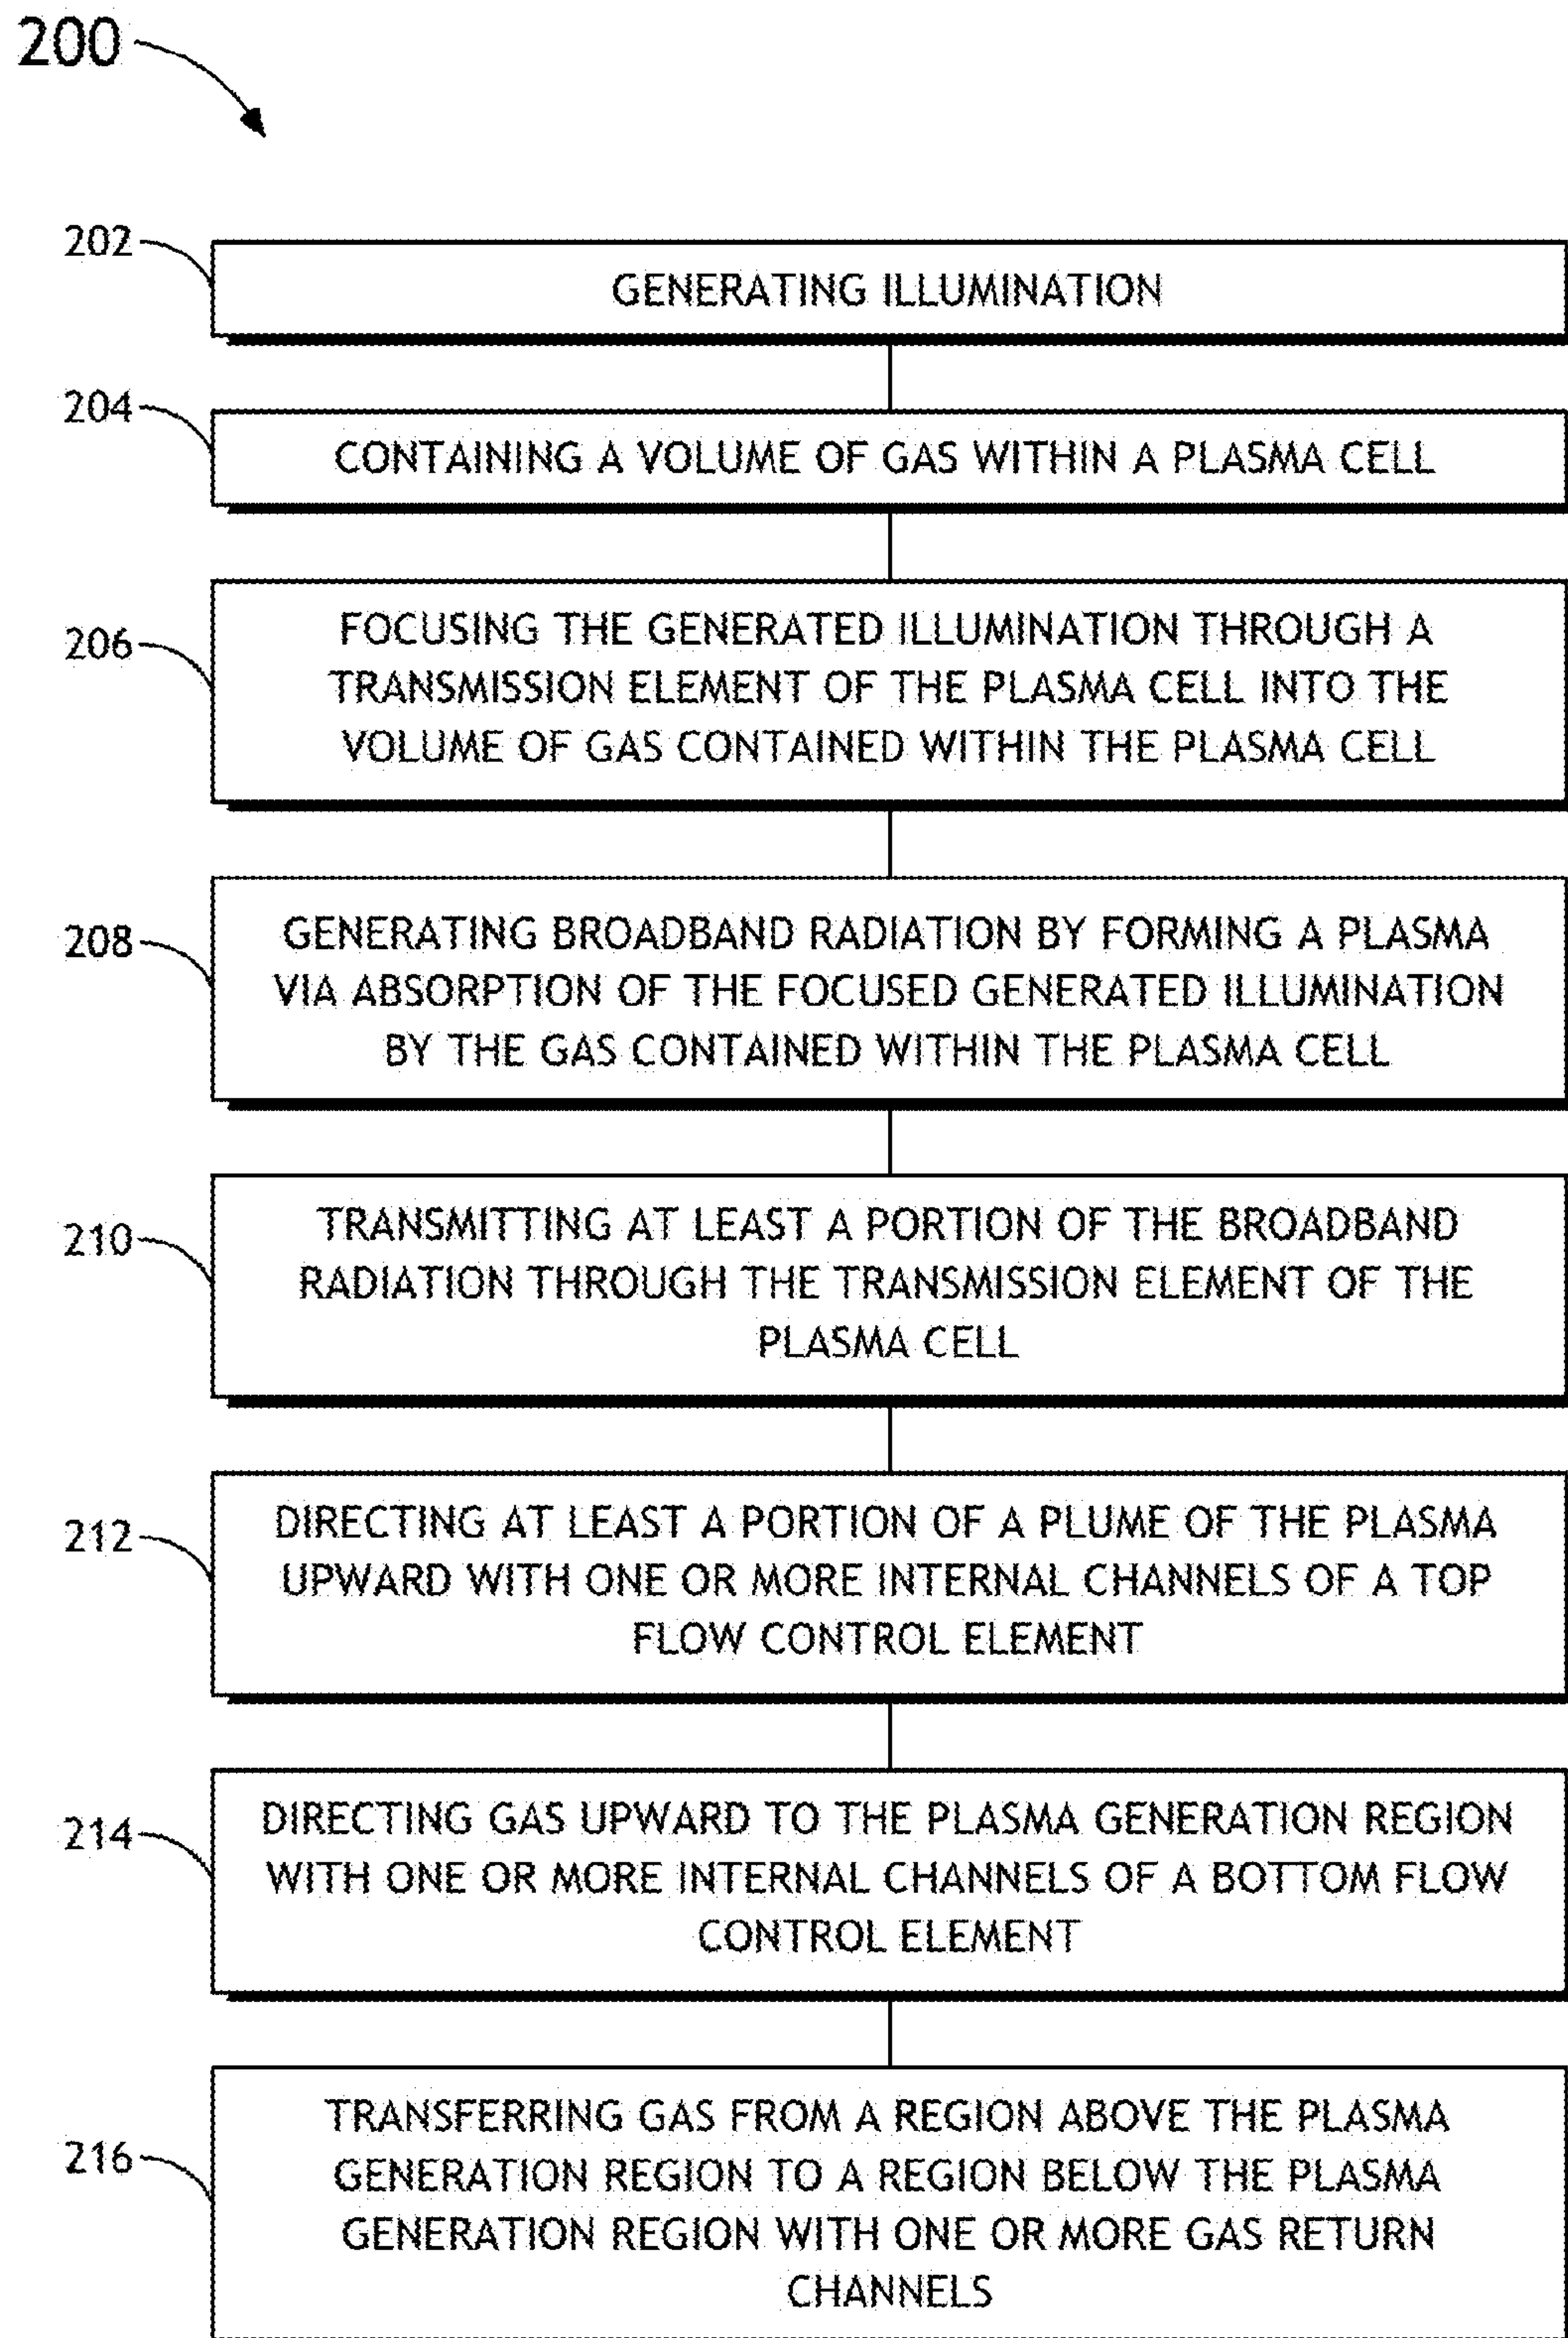 200
202
GENERATING ILLUMINATION
204
CONTAINING A VOLUME OF GAS WITHIN A PLASMA CELL
206
FOCUSING THE GENERATED ILLUMINATION THROUGH A
TRANSMISSION ELEMENT OF THE PLASMA CELL INTO THE
VOLUME OF GAS CONTAINED WITHIN THE PLASMA CELL
208
GENERATING BROADBAND RADIATION BY FORMING A PLASMA
VIA ABSORPTION OF THE FOCUSED GENERATED ILLUMINATION
BY THE GAS CONTAINED WITHIN THE PLASMA CELL
210
TRANSMITTING AT LEAST A PORTION OF THE BROADBAND
RADIATION THROUGH THE TRANSMISSION ELEMENT OF THE
PLASMA CELL
212
DIRECTING AT LEAST A PORTION OF A PLUME OF THE PLASMA
UPWARD WITH ONE OR MORE INTERNAL CHANNELS OF A TOP
FLOW CONTROL ELEMENT
214
DIRECTING GAS UPWARD TO THE PLASMA GENERATION REGION
WITH ONE OR MORE INTERNAL CHANNELS OF A BOTTOM FLOW
CONTROL ELEMENT
216
TRANSFERRING GAS FROM A REGION ABOVE THE PLASMA
GENERATION REGION TO A REGION BELOW THE PLASMA
GENERATION REGION WITH ONE OR MORE GAS RETURN
CHANNELS